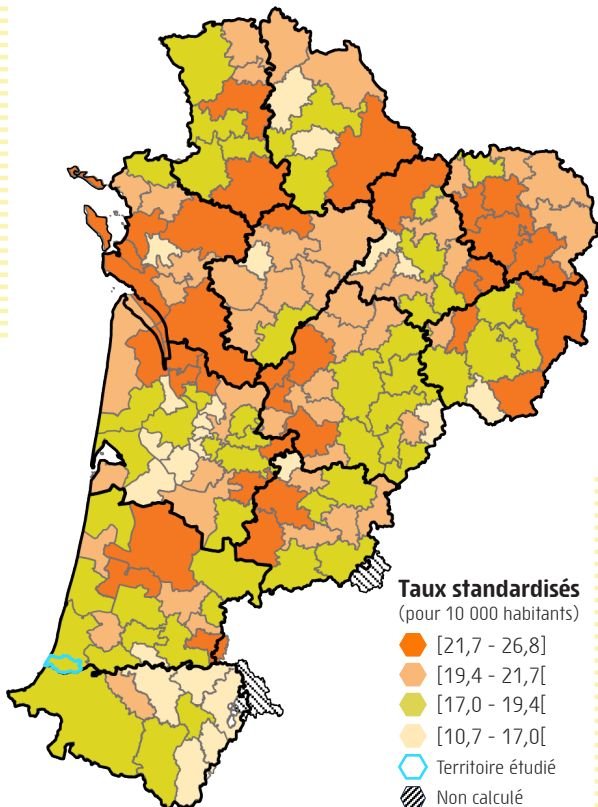 Taux standardisés
(pour 10 000 habitants)
[21,7 - 26,8]
[19,4 - 21,7[
[17,0 - 19,4[
[10,7 - 17,0[
Territoire étudié
Non calculé